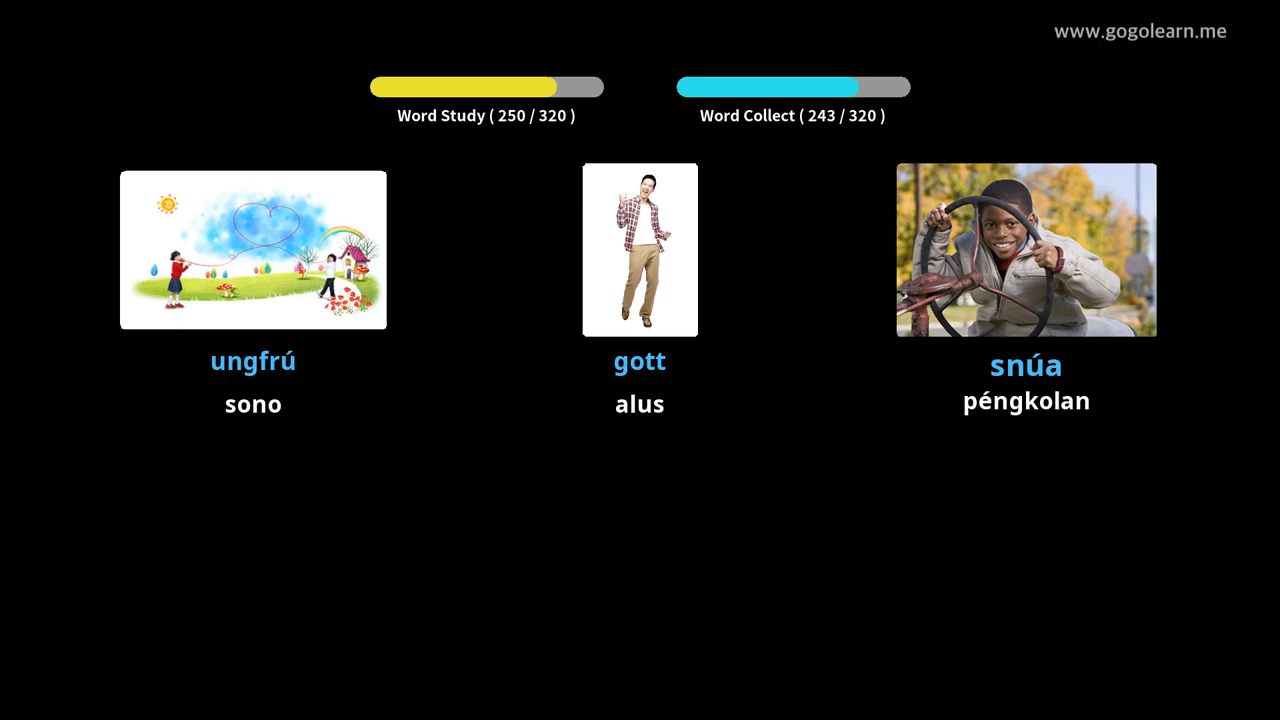 www.gogolearn.me
Word Study ( 250 / 320 )
Word Collect ( 243 / 320 )
ungfrú
gott
snúa
sono
alus
péngkolan